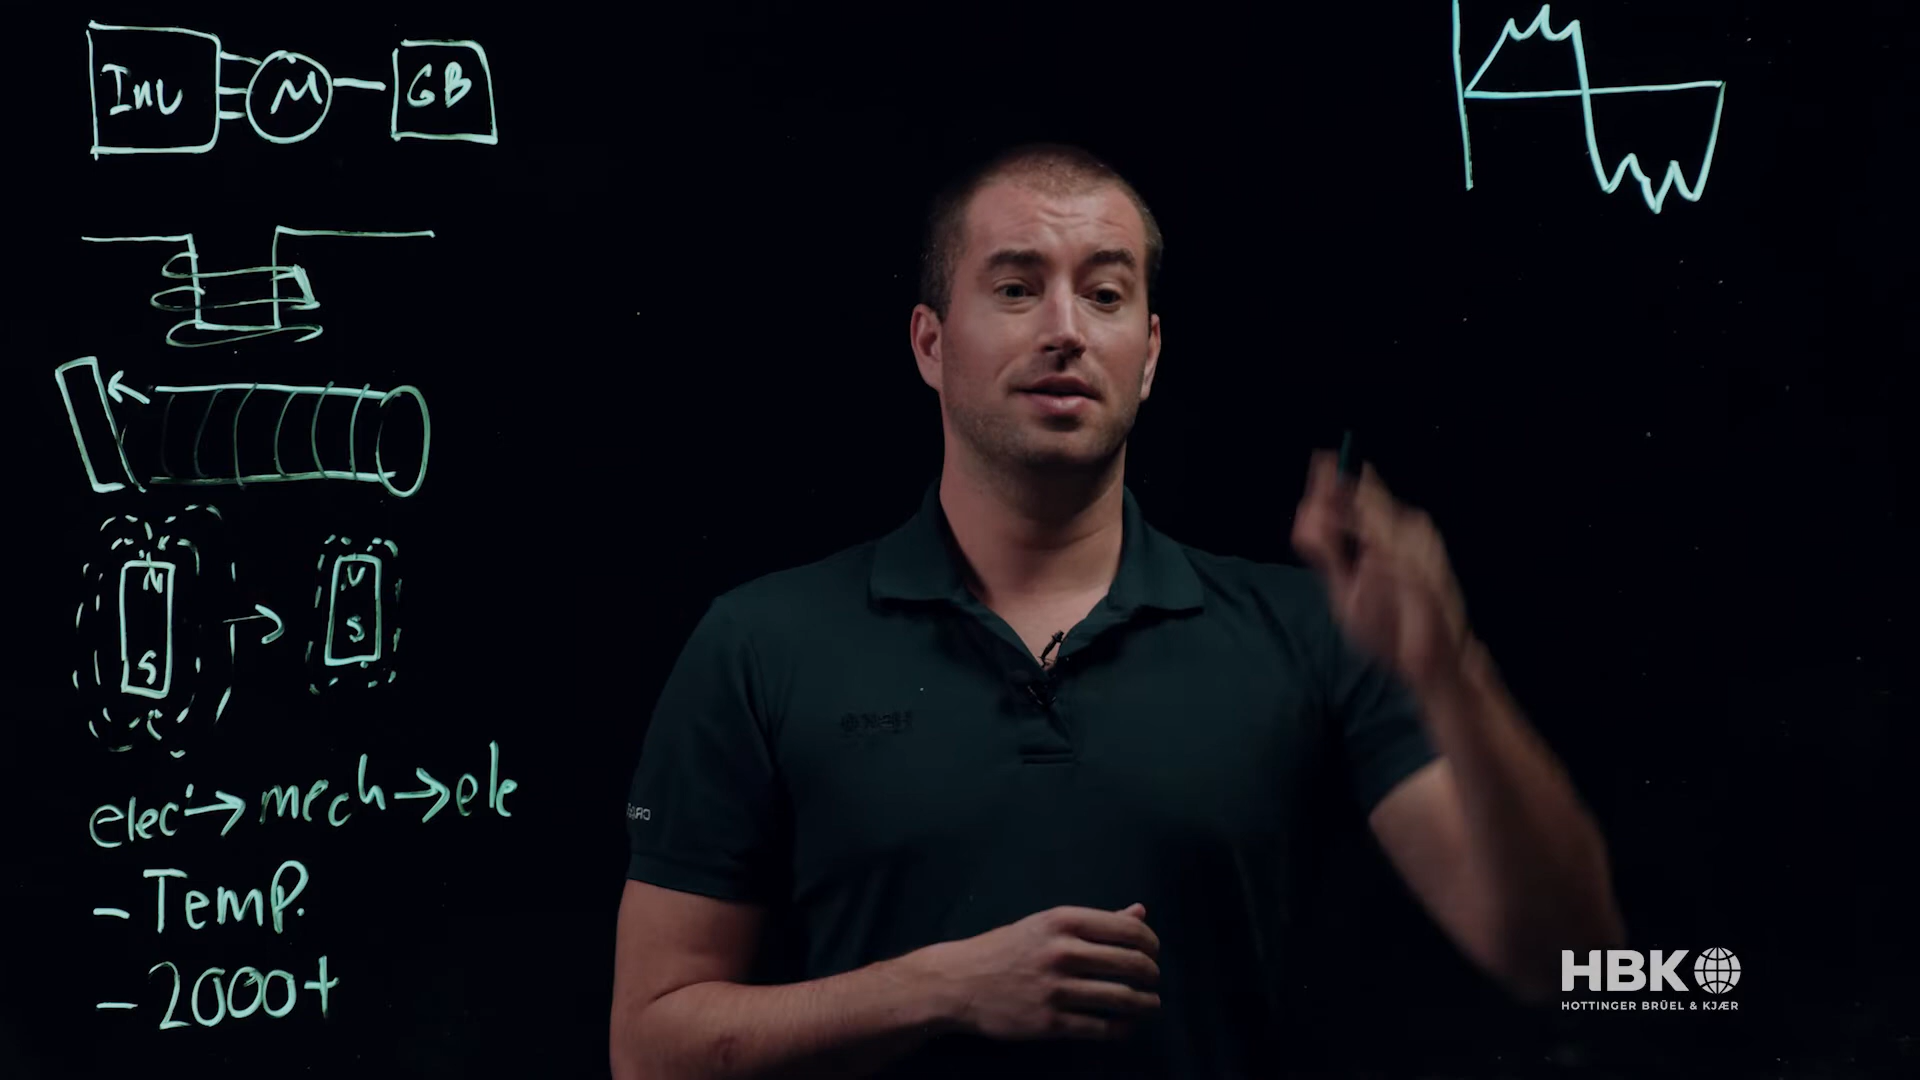 Inv M GB
N S
N S
elec → mech → ele
- Temp.
- 2000+
HBK
HOTTINGER BRÜEL & KJÆR